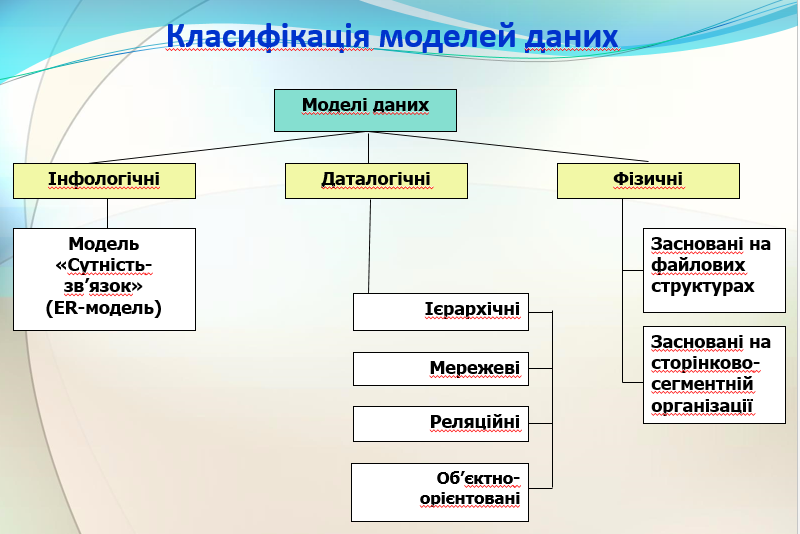 Класифікація моделей даних
Моделі даних
Інфологічні
Даталогічні
Фізичні
Модель
«Сутність-
зв’язок»
(ER-модель)
Ієрархічні
Мережеві
Реляційні
Об’єктно-
орієнтовані
Засновані на
файлових
структурах
Засновані на
сторінково-
сегментній
організації